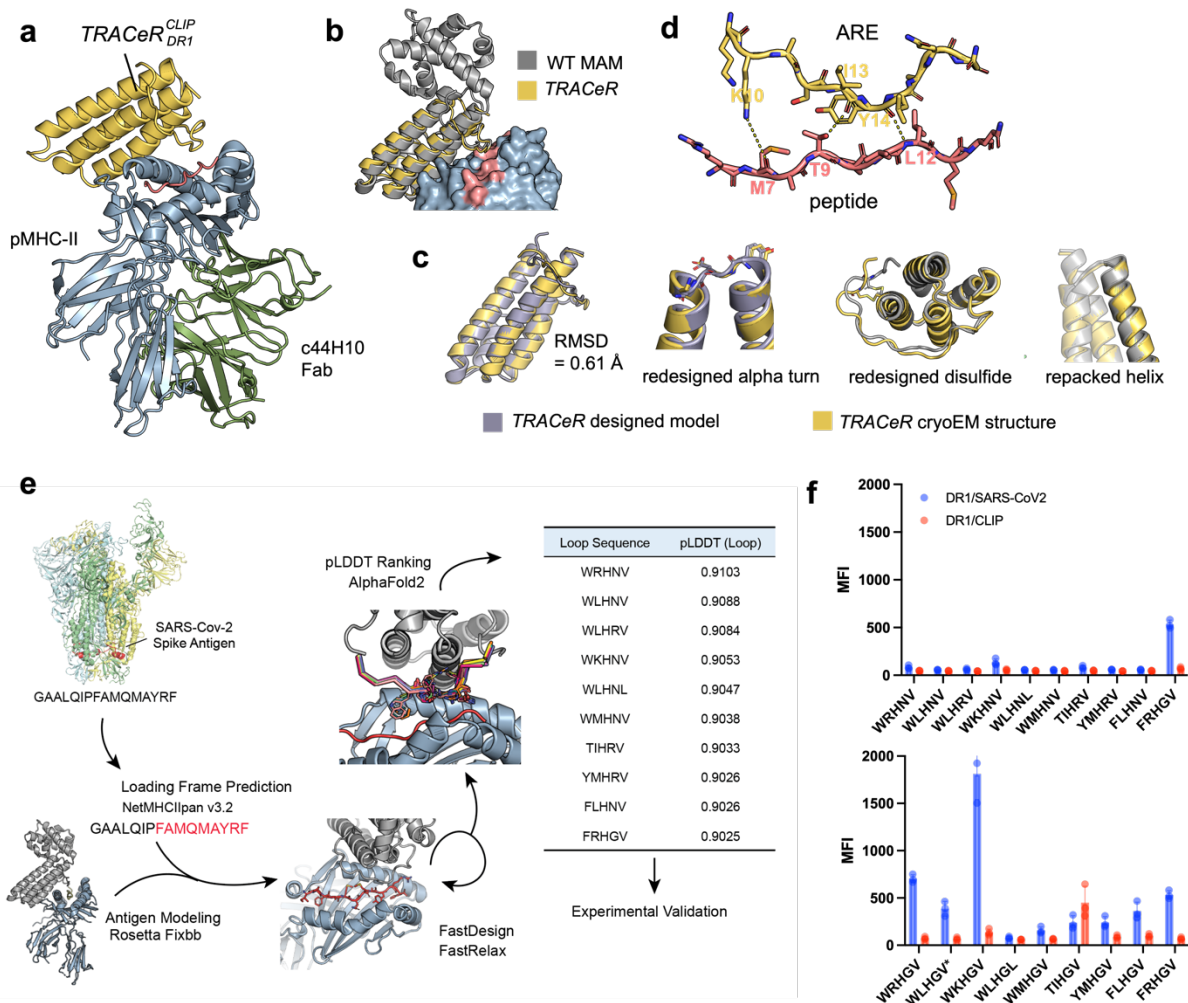 a
TRACeR CLIP DR1
pMHC-II
c44H10
Fab
b
WT MAM
TRACeR
d
ARE
K10
I13
Y14
M7
T9
L12
peptide
c
RMSD
= 0.61 Å
redesigned alpha turn
redesigned disulfide
repacked helix
TRACeR designed model
TRACeR cryoEM structure
e
SARS-Cov-2
Spike Antigen
GAALQIPFAMQMAYRF
Loading Frame Prediction
NetMHCIIpan v3.2
GAALQIPFAMQMAYRF
Antigen Modeling
Rosetta Fixbb
FastDesign
FastRelax
pLDDT Ranking
AlphaFold2
Loop Sequence pLDDT (Loop)
WRHNV 0.9103
WLHNV 0.9088
WLHRV 0.9084
WKHNV 0.9053
WLHNL 0.9047
WMHNV 0.9038
TIHRV 0.9033
YMHRV 0.9026
FLHNV 0.9026
FRHGV 0.9025
Experimental Validation
f
DR1/SARS-CoV2
DR1/CLIP
MFI
2000
1500
1000
500
0
WRHNV
WLHNV
WLHRV
WKHNV
WLHNL
WMHNV
TIHRV
YMHRV
FLHNV
FRHGV
MFI
2000
1500
1000
500
0
WRHGV
WLHGV*
WKHGV
WLHGL
WMHGV
TIHGV
YMHGV
FLHGV
FRHGV